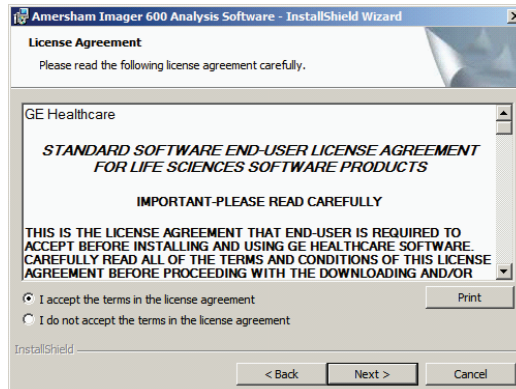 Amersham Imager 600 Analysis Software - InstallShield Wizard
License Agreement
Please read the following license agreement carefully.
GE Healthcare
STANDARD SOFTWARE END-USER LICENSE AGREEMENT
FOR LIFE SCIENCES SOFTWARE PRODUCTS
IMPORTANT-PLEASE READ CAREFULLY
THIS IS THE LICENSE AGREEMENT THAT END-USER IS REQUIRED TO
ACCEPT BEFORE INSTALLING AND USING GE HEALTHCARE SOFTWARE.
CAREFULLY READ ALL OF THE TERMS AND CONDITIONS OF THIS LICENSE
AGREEMENT BEFORE PROCEEDING WITH THE DOWNLOADING AND/OR
I accept the terms in the license agreement
Print
I do not accept the terms in the license agreement
InstallShield
< Back Next > Cancel